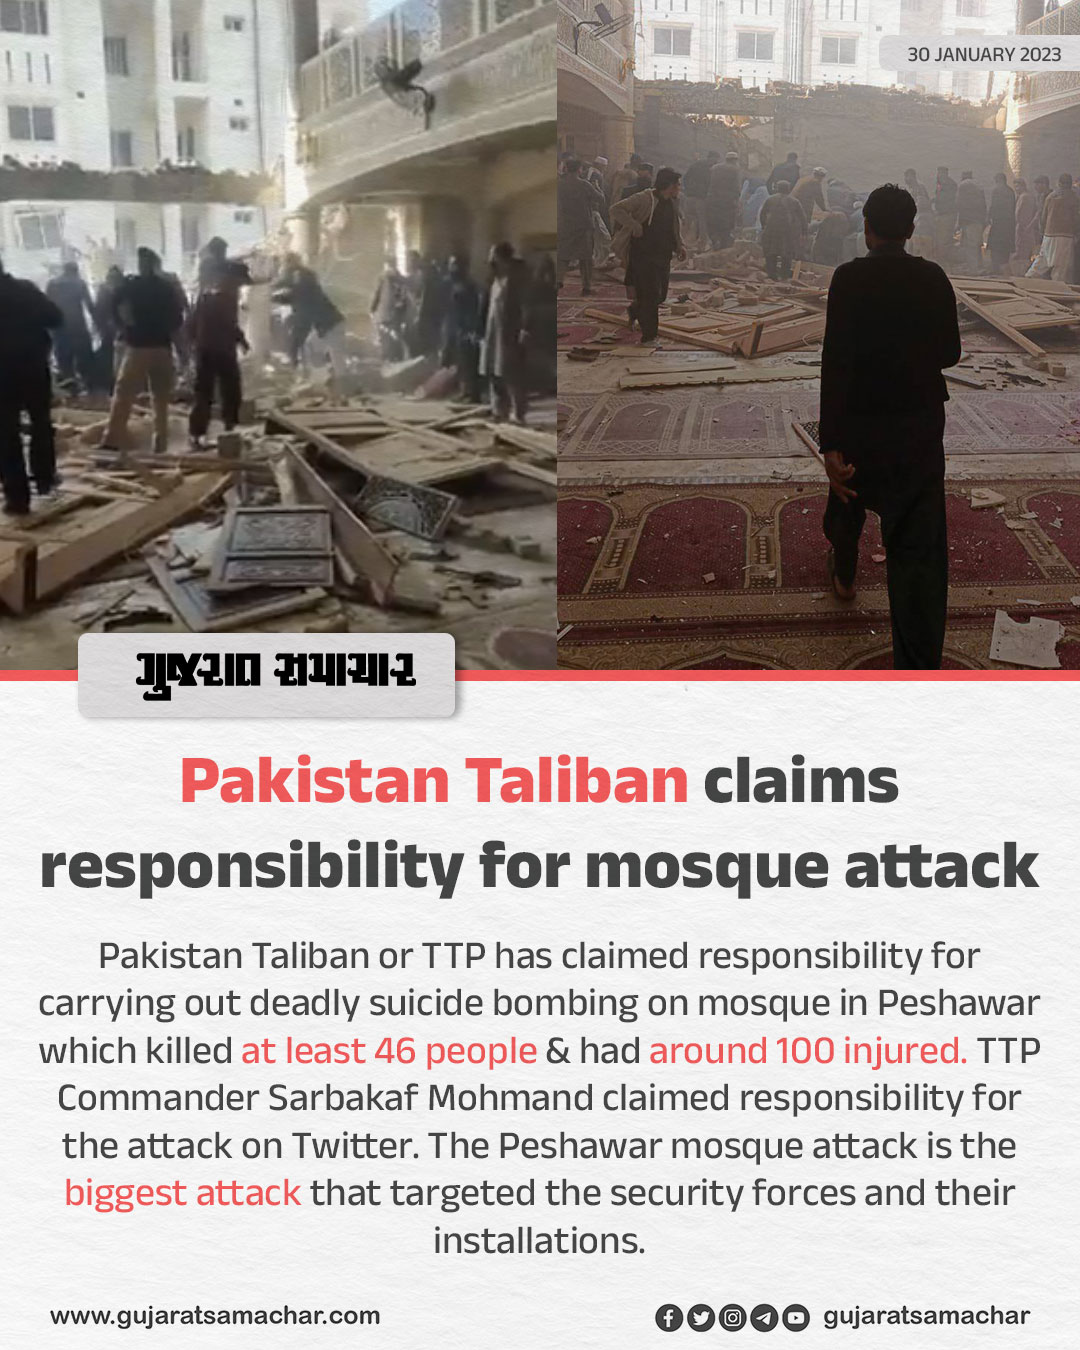 30 JANUARY 2023
ગુજરાત સમાચાર
Pakistan Taliban claims
responsibility for mosque attack
Pakistan Taliban or TTP has claimed responsibility for
carrying out deadly suicide bombing on mosque in Peshawar
which killed at least 46 people & had around 100 injured. TTP
Commander Sarbakaf Mohmand claimed responsibility for
the attack on Twitter. The Peshawar mosque attack is the
biggest attack that targeted the security forces and their
installations.
www.gujaratsamachar.com
gujaratsamachar